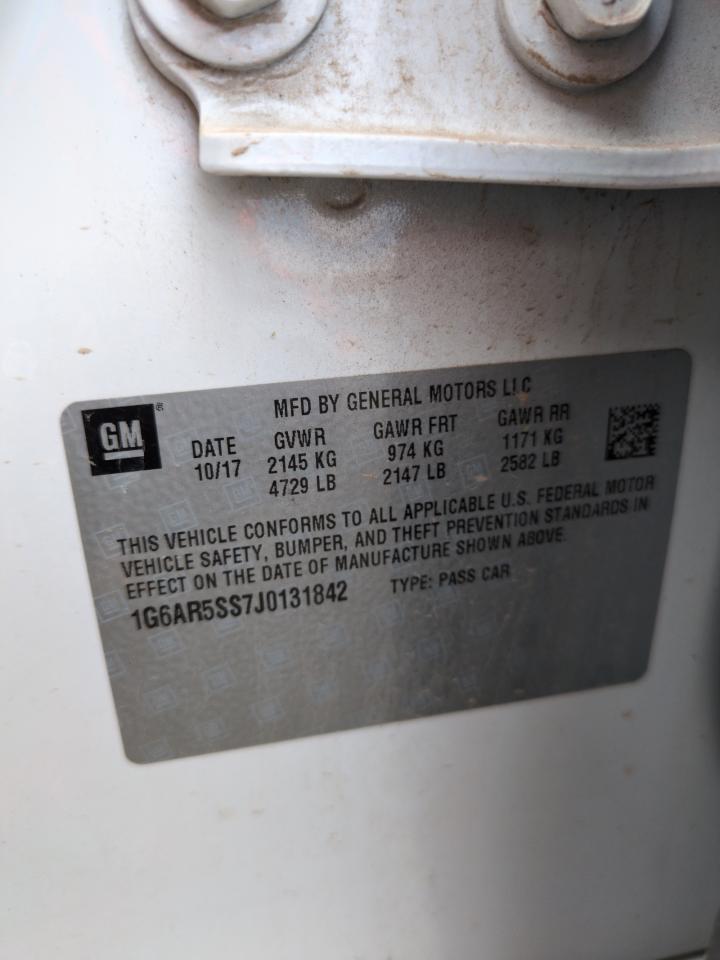 GM ®
MFD BY GENERAL MOTORS LLC
DATE GVWR GAWR FRT GAWR RR
10/17 2145 KG 974 KG 1171 KG
4729 LB 2147 LB 2582 LB
THIS VEHICLE CONFORMS TO ALL APPLICABLE U.S. FEDERAL MOTOR
VEHICLE SAFETY, BUMPER, AND THEFT PREVENTION STANDARDS IN
EFFECT ON THE DATE OF MANUFACTURE SHOWN ABOVE.
1G6AR5SS7J0131842 TYPE: PASS CAR